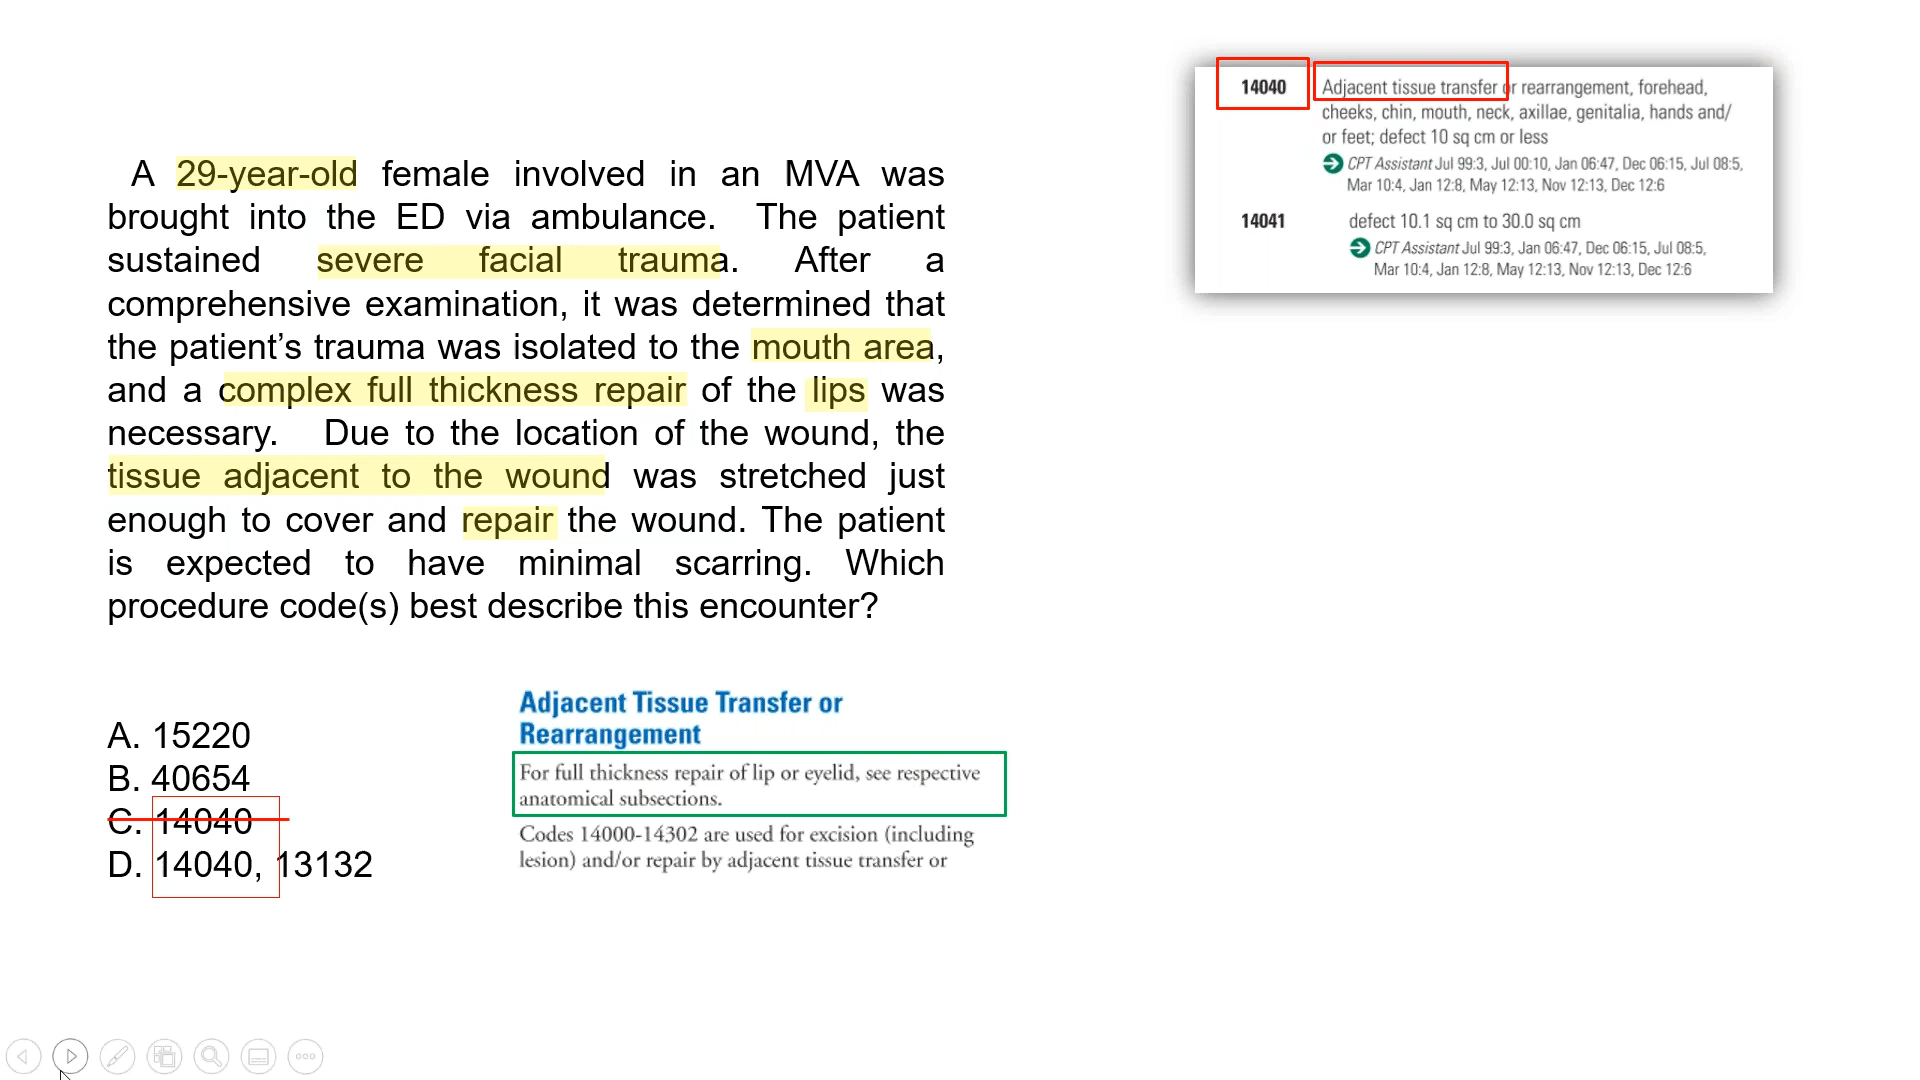 A 29-year-old female involved in an MVA was
brought into the ED via ambulance. The patient
sustained severe facial trauma. After a
comprehensive examination, it was determined that
the patient’s trauma was isolated to the mouth area,
and a complex full thickness repair of the lips was
necessary. Due to the location of the wound, the
tissue adjacent to the wound was stretched just
enough to cover and repair the wound. The patient
is expected to have minimal scarring. Which
procedure code(s) best describe this encounter?
A. 15220
B. 40654
C. 14040
D. 14040, 13132
Adjacent Tissue Transfer or
Rearrangement
For full thickness repair of lip or eyelid, see respective
anatomical subsections.
Codes 14000-14302 are used for excision (including
lesion) and/or repair by adjacent tissue transfer or
14040 Adjacent tissue transfer or rearrangement, forehead,
cheeks, chin, mouth, neck, axillae, genitalia, hands and/
or feet; defect 10 sq cm or less
CPT Assistant Jul 99:3, Jul 00:10, Jan 06:47, Dec 06:15, Jul 08:5,
Mar 10:4, Jan 12:8, May 12:13, Nov 12:13, Dec 12:6
14041 defect 10.1 sq cm to 30.0 sq cm
CPT Assistant Jul 99:3, Jan 06:47, Dec 06:15, Jul 08:5,
Mar 10:4, Jan 12:8, May 12:13, Nov 12:13, Dec 12:6